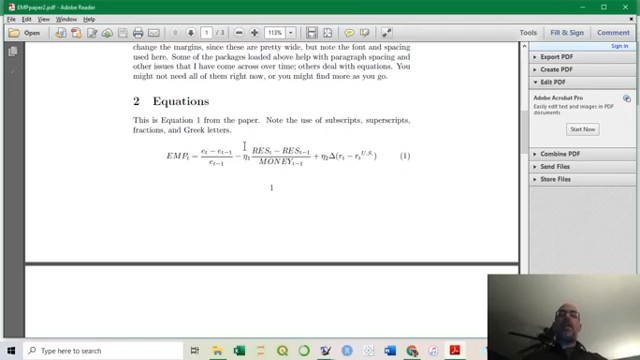 EMPpaper2.pdf - Adobe Reader
File Edit View Window Help
Open
1 / 3
113%
Tools Fill & Sign Comment
Sign In
Export PDF
Create PDF
Edit PDF
Adobe Acrobat Pro
Easily edit text and images in PDF documents
Start Now
Combine PDF
Send Files
Store Files
change the margins, since these are pretty wide, but note the font and spacing
used here. Some of the packages loaded above help with paragraph spacing and
other issues that I have come across over time; others deal with equations. You
might not need all of them right now, or you might find more as you go.
2 Equations
This is Equation 1 from the paper. Note the use of subscripts, superscripts,
fractions, and Greek letters.
EMP_t = (e_t − e_{t−1})/e_{t−1} − η_1 (RES_t − RES_{t−1})/MONEY_{t−1} + η_2Δ(r_t − r_t^{U.S.}) (1)
1
Type here to search